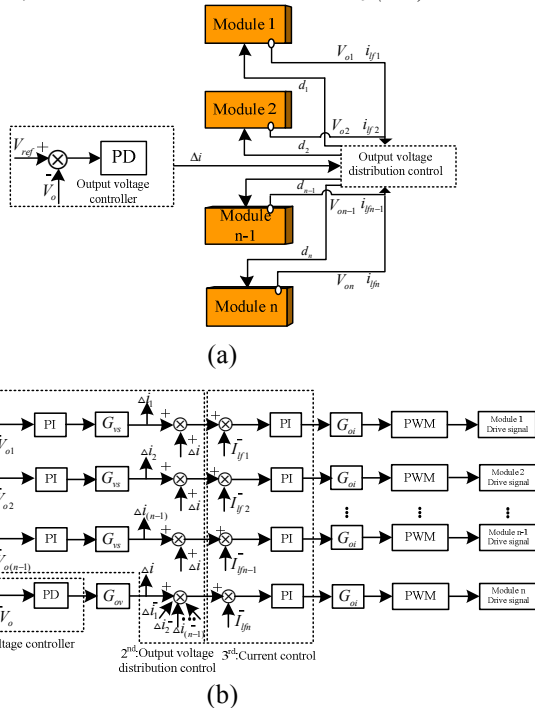 Module 1
V_o1 i_lf1
d_1
Module 2
V_o2 i_lf2
d_2
V_ref + - V_o
PD
Output voltage
controller
Δi
Output voltage
distribution control
d_n-1
Module
n-1
V_on-1 i_lfn-1
d_n
Module n
V_on i_lfn
(a)
V_o1 PI G_vs Δi_1 + + Δi + - I_lf1 PI G_oi PWM Module 1
Drive signal
V_o2 PI G_vs Δi_2 + + Δi + - I_lf2 PI G_oi PWM Module 2
Drive signal
V_o(n-1) PI G_vs Δi_(n-1) + + Δi + - I_lfn-1 PI G_oi PWM Module n-1
Drive signal
V_o PD G_ov Δi + Δi_1 - Δi_2 - Δi_(n-1) - + - I_lfn PI G_oi PWM Module n
Drive signal
ltage controller
2nd:Output voltage
distribution control
3rd:Current control
(b)